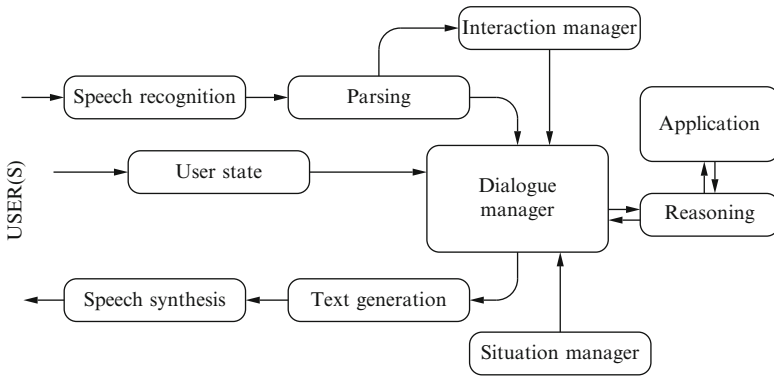 Interaction manager
Speech recognition
Parsing
Application
User state
Dialogue
manager
Reasoning
USER(S)
Speech synthesis
Text generation
Situation manager